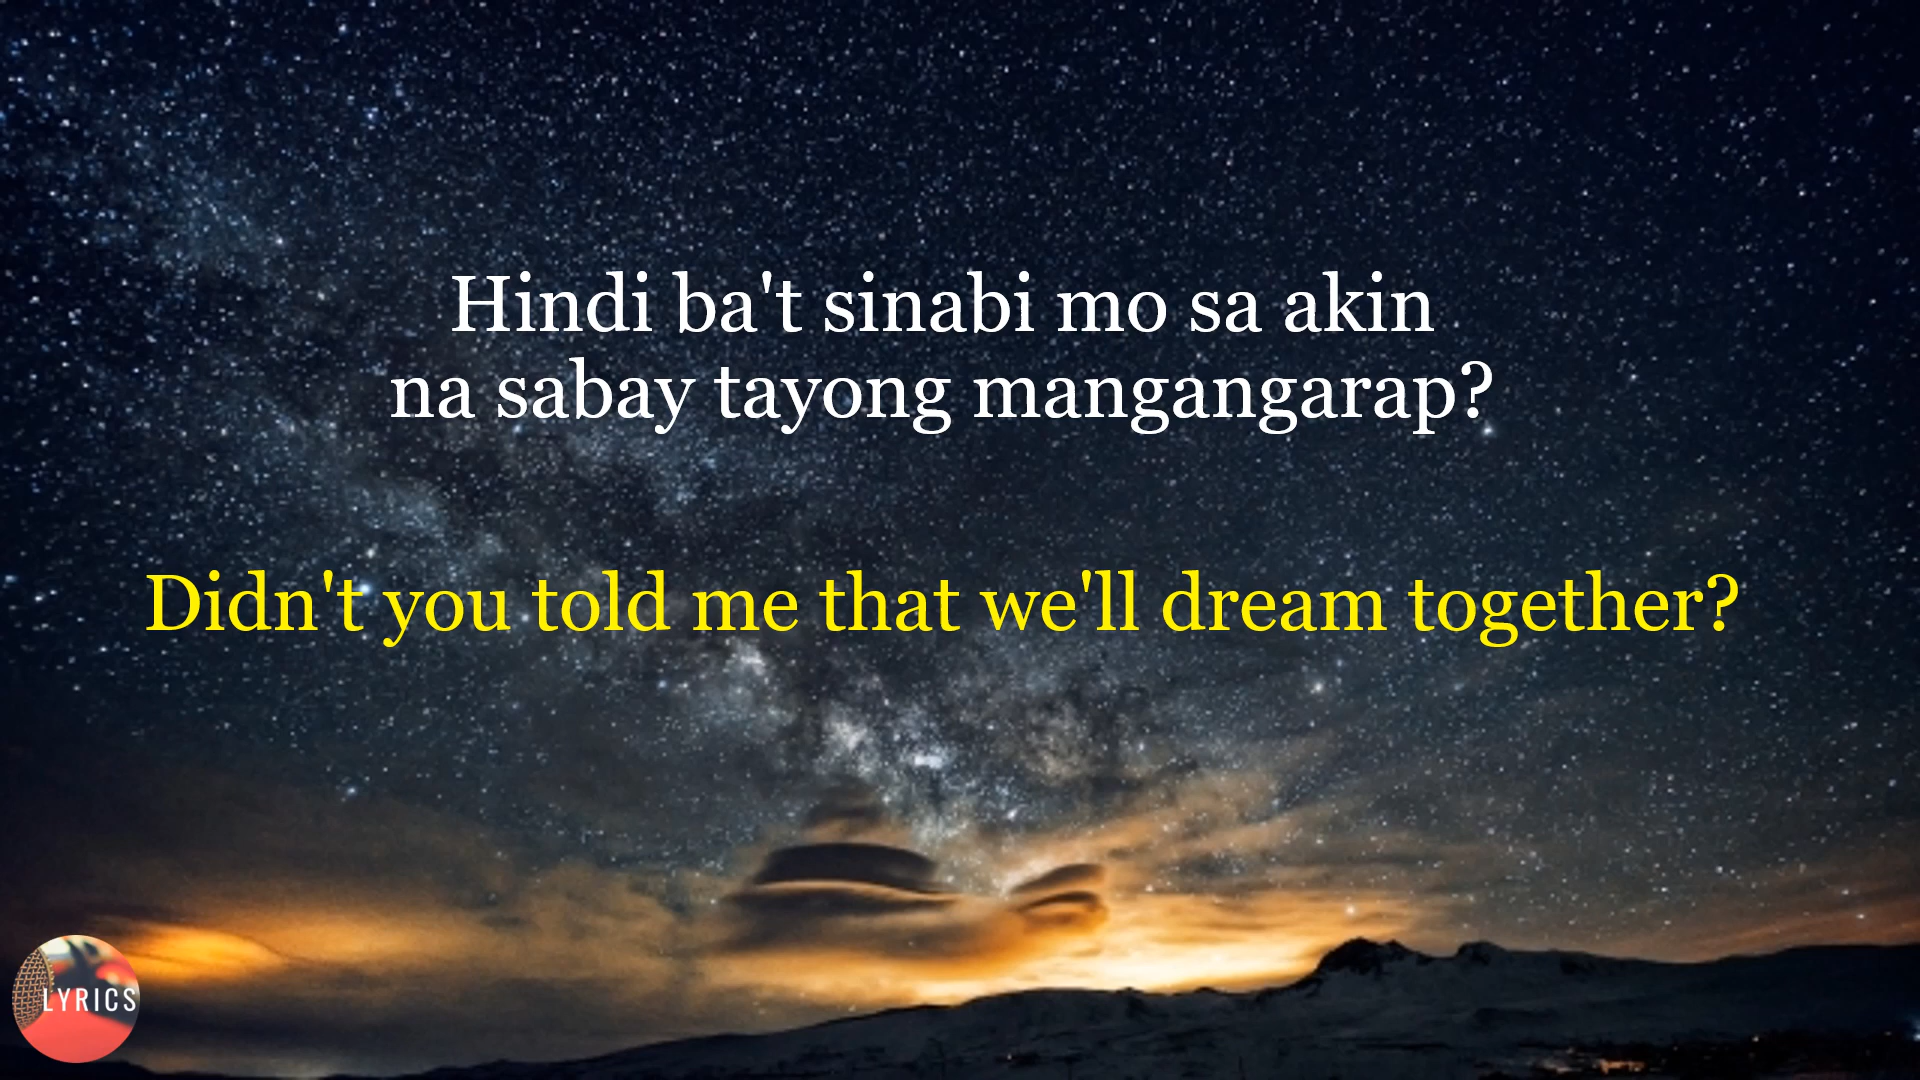 Hindi ba't sinabi mo sa akin
na sabay tayong mangangarap?
Didn't you told me that we'll dream together?
LYRICS